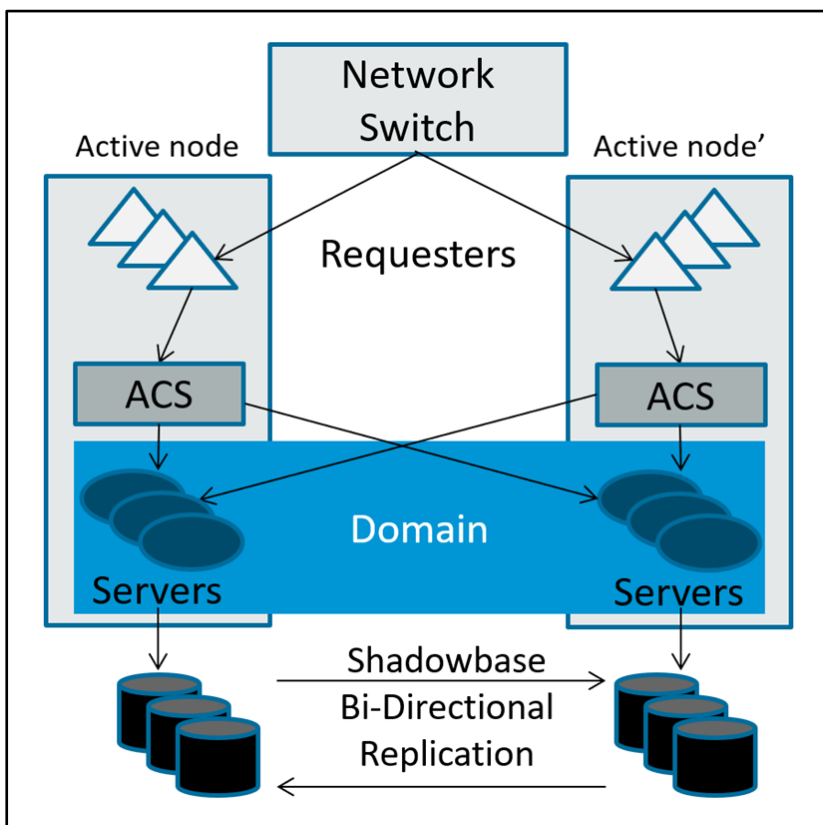 Network
Switch
Active node
Active node’
Requesters
ACS
ACS
Domain
Servers
Servers
Shadowbase
Bi-Directional
Replication